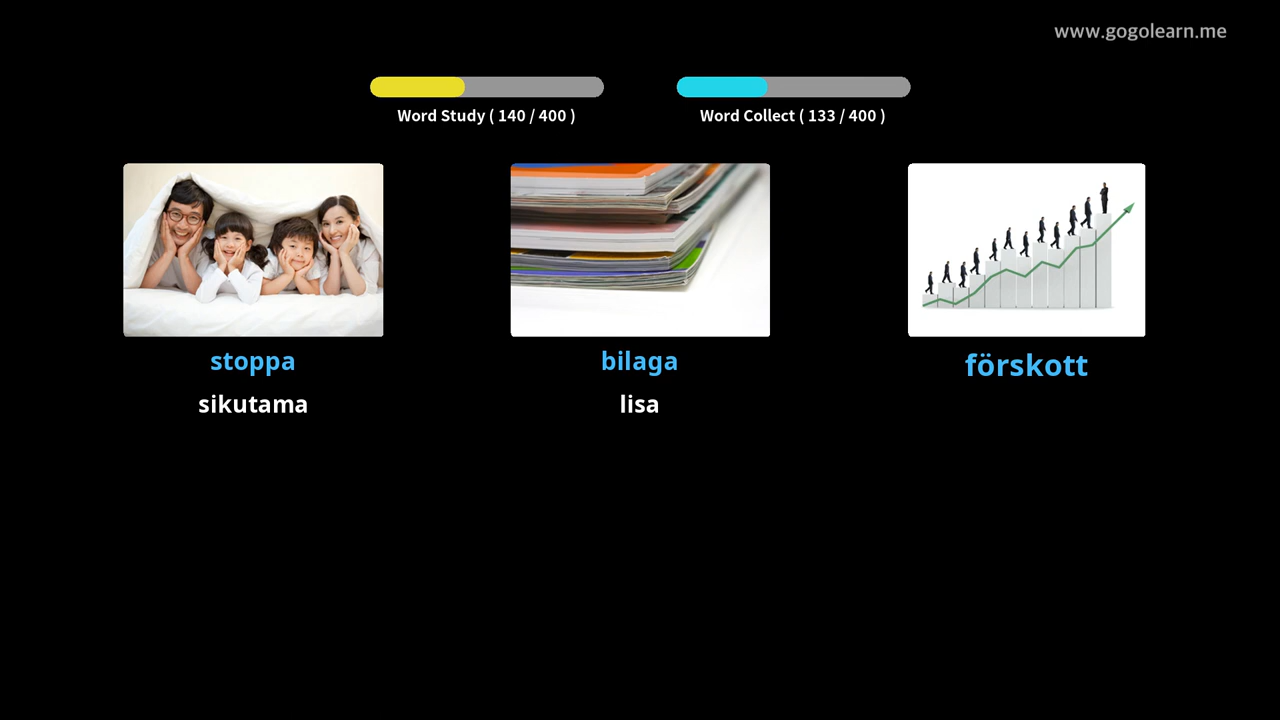 www.gogolearn.me
Word Study ( 140 / 400 )
Word Collect ( 133 / 400 )
stoppa
sikutama
bilaga
lisa
förskott